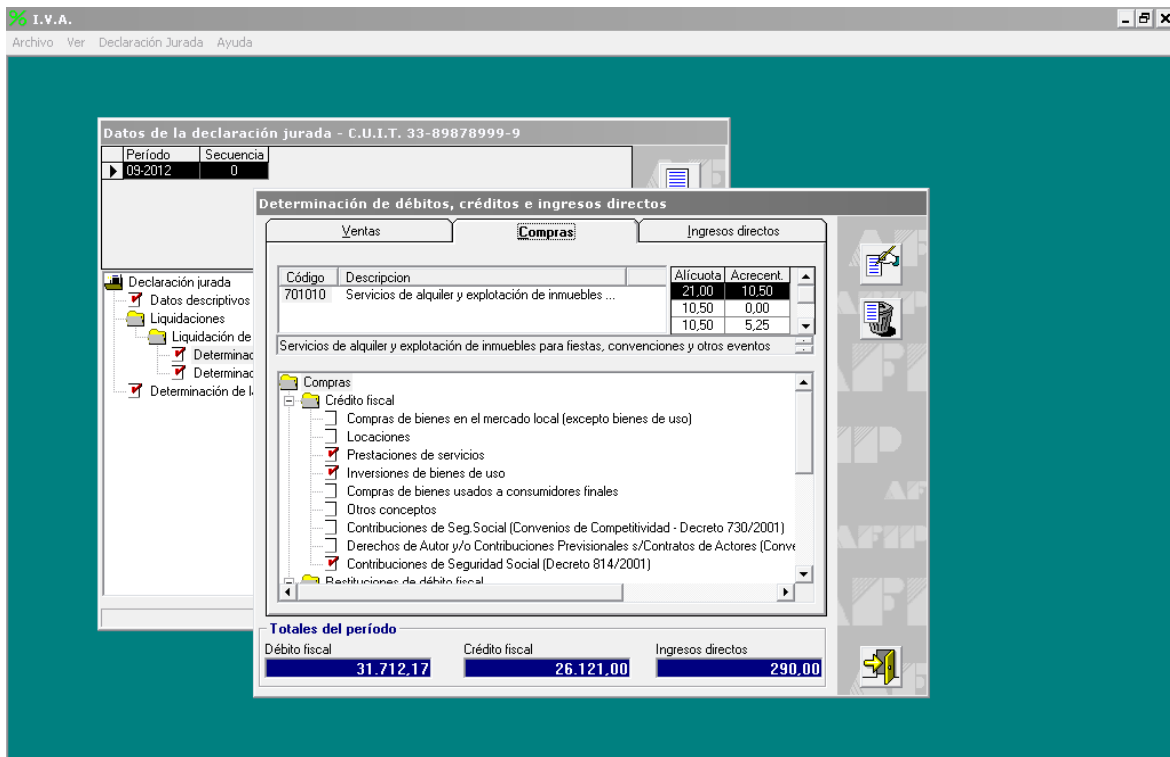 I.V.A.
Archivo Ver Declaración Jurada Ayuda
Datos de la declaración jurada - C.U.I.T. 33-89878999-9
Período Secuencia
09-2012 0
Declaración jurada
Datos descriptivos
Liquidaciones
Liquidación de
Determinac
Determinac
Determinación de l
Determinación de débitos, créditos e ingresos directos
Ventas Compras Ingresos directos
Código Descripcion Alícuota Acrecent.
701010 Servicios de alquiler y explotación de inmuebles ... 21,00 10,50
10,50 0,00
10,50 5,25
Servicios de alquiler y explotación de inmuebles para fiestas, convenciones y otros eventos
Compras
Crédito fiscal
Compras de bienes en el mercado local (excepto bienes de uso)
Locaciones
Prestaciones de servicios
Inversiones de bienes de uso
Compras de bienes usados a consumidores finales
Otros conceptos
Contribuciones de Seg.Social (Convenios de Competitividad - Decreto 730/2001)
Derechos de Autor y/o Contribuciones Previsionales s/Contratos de Actores (Conve
Contribuciones de Seguridad Social (Decreto 814/2001)
Restituciones de débito fiscal
Totales del período
Débito fiscal Crédito fiscal Ingresos directos
31.712,17 26.121,00 290,00
AFIP